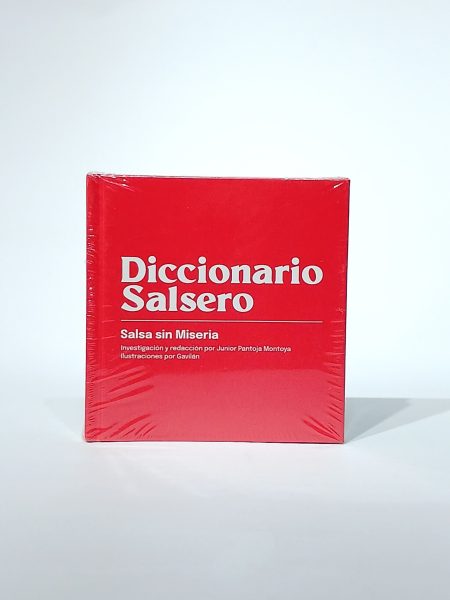 Diccionario
Salsero
Salsa sin Miseria
Investigación y redacción por Junior Pantoja Montoya
Ilustraciones por Gavilán